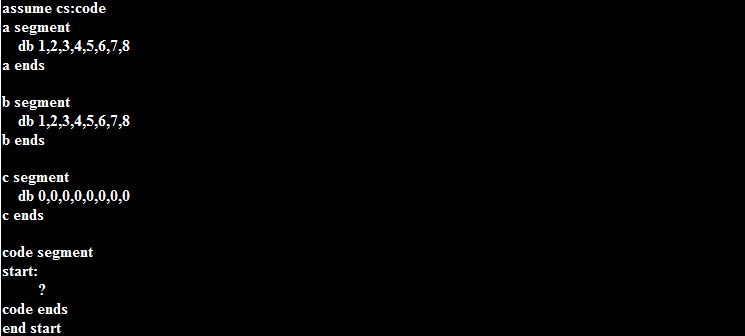 assume cs:code
a segment
db 1,2,3,4,5,6,7,8
a ends
b segment
db 1,2,3,4,5,6,7,8
b ends
c segment
db 0,0,0,0,0,0,0,0
c ends
code segment
start:
?
code ends
end start